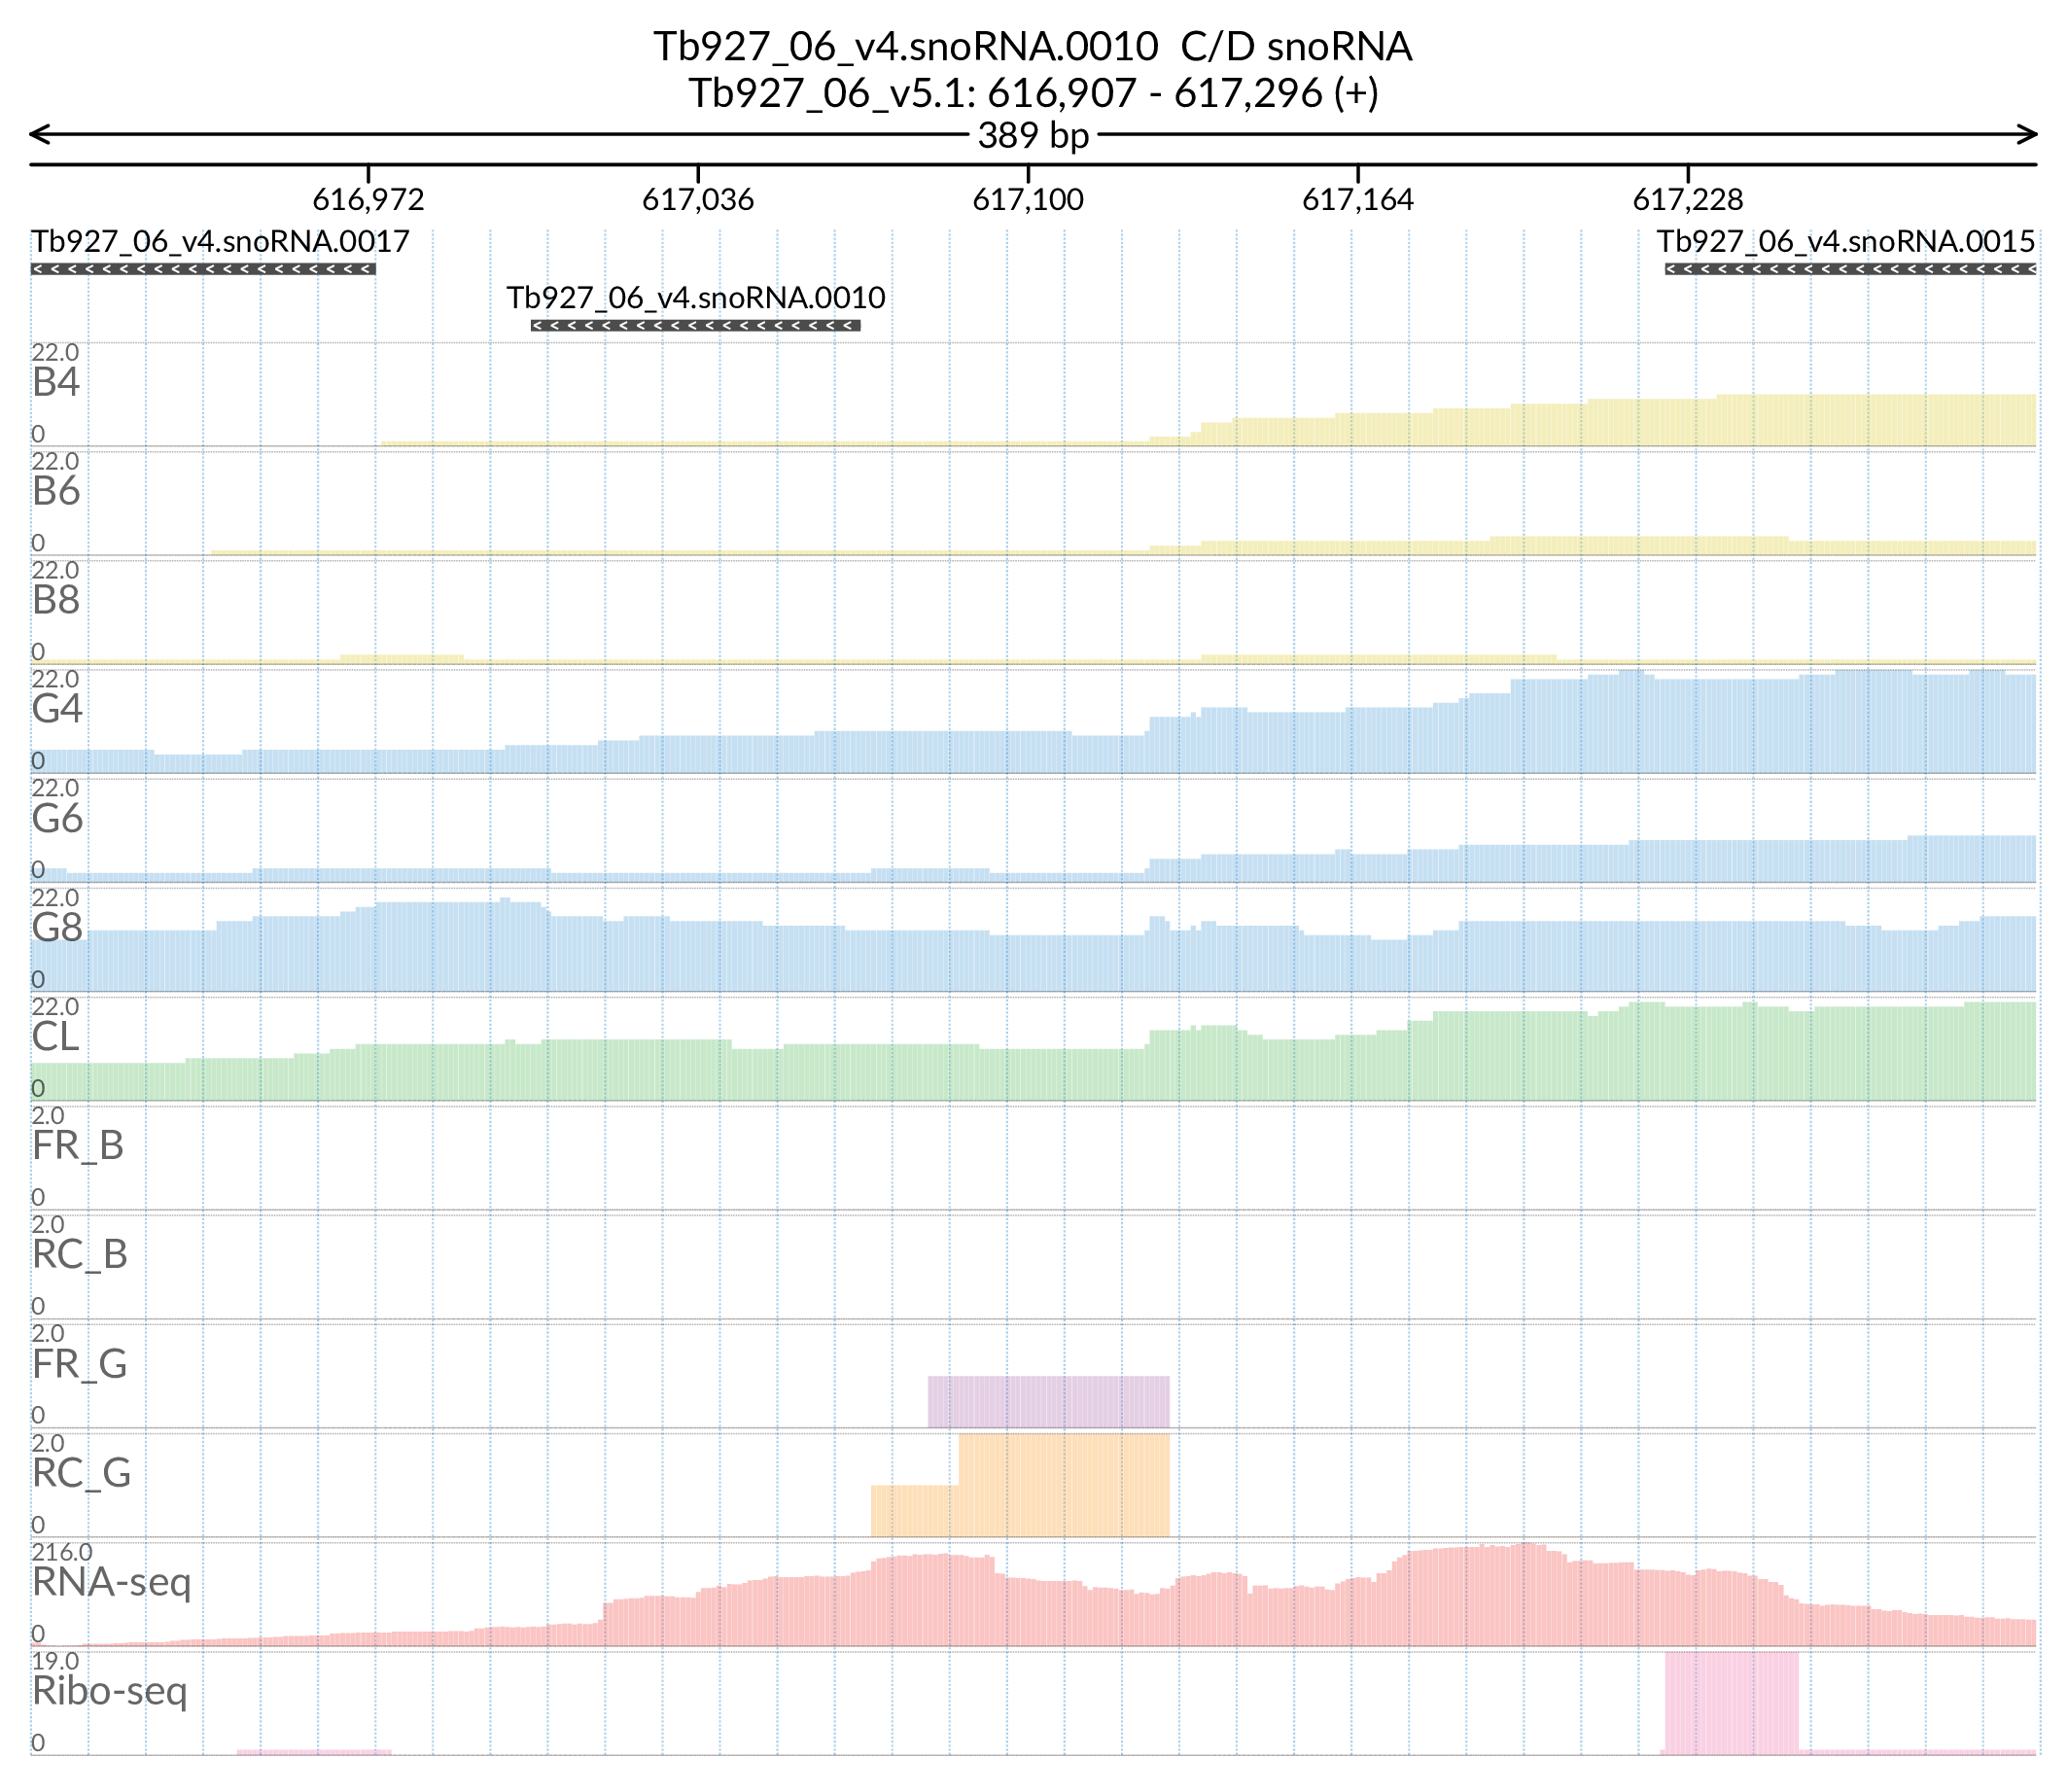 Tb927_06_v4.snoRNA.0010 C/D snoRNA
Tb927_06_v5.1: 616,907 - 617,296 (+)
389 bp
616,972 617,036 617,100 617,164 617,228
Tb927_06_v4.snoRNA.0017 Tb927_06_v4.snoRNA.0015
Tb927_06_v4.snoRNA.0010
22.0
B4
0
22.0
B6
0
22.0
B8
0
22.0
G4
0
22.0
G6
0
22.0
G8
0
22.0
CL
0
2.0
FR_B
0
2.0
RC_B
0
2.0
FR_G
0
2.0
RC_G
0
216.0
RNA-seq
0
19.0
Ribo-seq
0